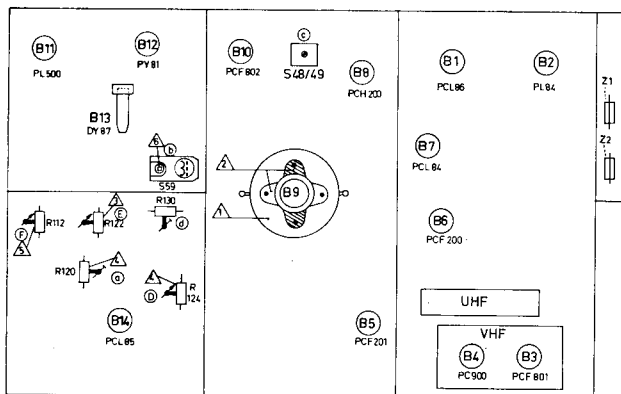 B11
PL500
B12
PY81
B13
DY87
6
b
S59
B10
PCF802
c
S48/49
B8
PCH200
2
B9
1
B1
PCL86
B2
PL84
B7
PCL84
B6
PCF200
Z1
Z2
R112
F
5
3
E
R122
R130
d
R120
4
a
4
D
R
124
B14
PCL85
B5
PCF201
UHF
VHF
B4
PC900
B3
PCF801